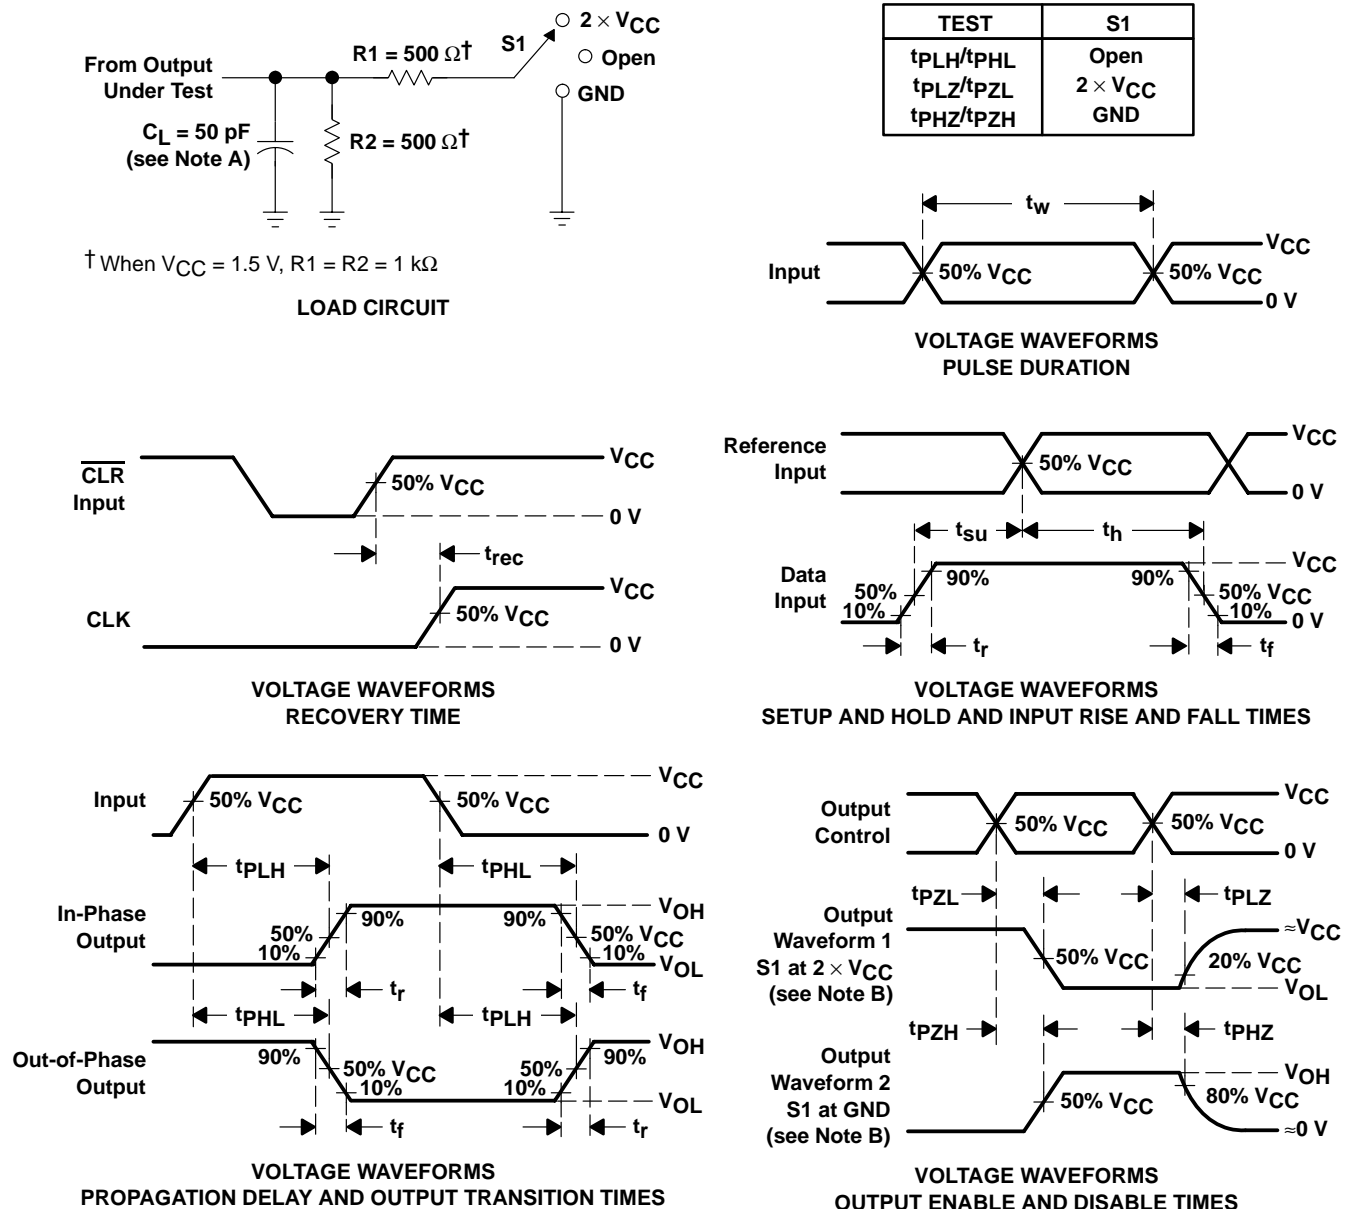 2 × VCC
S1
Open
R1 = 500 Ω†
From Output
Under Test
GND
CL = 50 pF
(see Note A)
R2 = 500 Ω†
† When VCC = 1.5 V, R1 = R2 = 1 kΩ
LOAD CIRCUIT
TEST S1
tPLH/tPHL Open
tPLZ/tPZL 2 × VCC
tPHZ/tPZH GND
tw
VCC
Input 50% VCC 50% VCC
0 V
VOLTAGE WAVEFORMS
PULSE DURATION
CLR
Input
VCC
50% VCC
0 V
trec
VCC
CLK 50% VCC
0 V
VOLTAGE WAVEFORMS
RECOVERY TIME
Reference
Input
VCC
50% VCC
0 V
tsu th
Data
Input
VCC
90% 90%
50% 50% VCC
10% 10%
0 V
tr tf
VOLTAGE WAVEFORMS
SETUP AND HOLD AND INPUT RISE AND FALL TIMES
VCC
Input 50% VCC 50% VCC
0 V
tPLH tPHL
In-Phase
Output
VOH
90% 90%
50% 50% VCC
10% 10%
VOL
tr tf
tPHL tPLH
Out-of-Phase
Output
VOH
90% 90%
50% VCC 50%
10% 10%
VOL
tf tr
VOLTAGE WAVEFORMS
PROPAGATION DELAY AND OUTPUT TRANSITION TIMES
Output
Control
VCC
50% VCC 50% VCC
0 V
tPZL tPLZ
Output
Waveform 1
S1 at 2 × VCC
(see Note B)
≈VCC
50% VCC 20% VCC
VOL
tPZH tPHZ
Output
Waveform 2
S1 at GND
(see Note B)
VOH
50% VCC 80% VCC
≈0 V
VOLTAGE WAVEFORMS
OUTPUT ENABLE AND DISABLE TIMES